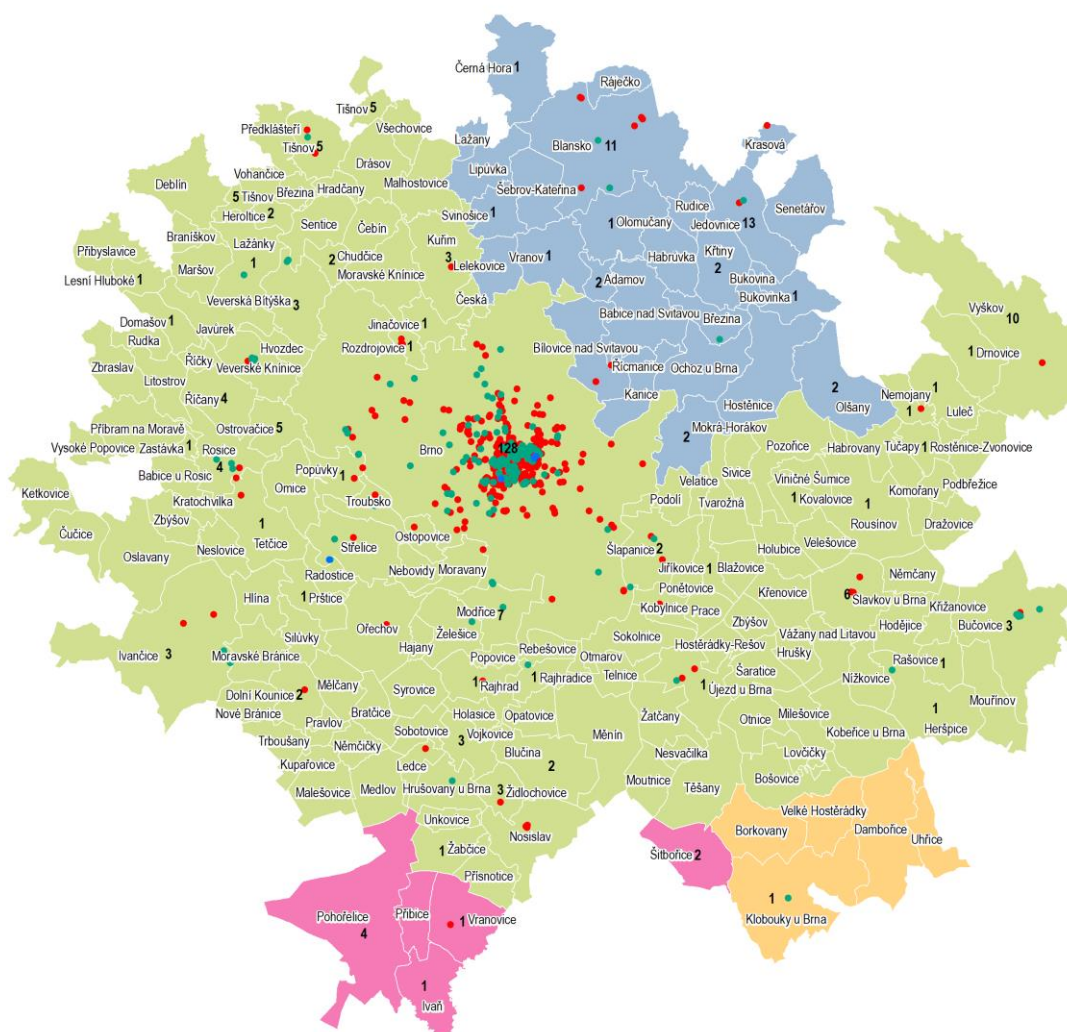 Černá Hora 1
Ráječko
Tišnov 5
Předklášteří
Všechovice
Lažany
Blansko
11
Krasová
Tišnov 5
Drásov
Lipůvka
Vohančice
Deblín
Březina
Hradčany
Malhostovice
Šebrov-Kateřina
5 Tišnov
Rudice
Senetářov
Heroltice 2
Svinošice 1
1 Olomučany
Jedovnice 13
Sentice
Čebín
Braníškov
Kuřim
Křtiny
Přibyslavice
Lažánky
1
2
Chudčice
3
Lelekovice
Vranov 1
Habrůvka
2
Maršov
Moravské Knínice
2
Adamov
Bukovina
Lesní Hluboké 1
Bukovinka 1
Veverská Bítýška 3
Česká
Vyškov
10
Domašov 1
Javůrek
Jinačovice 1
Babice nad Svitavou
Březina
Rudka
Hvozdec
Rozdrojovice 1
Bílovice nad Svitavou
1
Drnovice
Říčky
Veverské Knínice
Řícmanice
Ochoz u Brna
Zbraslav
Litostrov
2
Olšany
Nemojany 1
1
Říčany 4
Kanice
Hostěnice
Luleč
Příbram na Moravě
Ostrovačice 5
2
Mokrá-Horákov
Vysoké Popovice
Zastávka 1
Rosice
4
Brno
128
Pozořice
Habrovany
Tučapy 1
Rostěnice-Zvonovice
Babice u Rosic
Popůvky 1
Sivice
Viničné Šumice
1 Kovalovice
Ketkovice
Kratochvilka
Omice
Troubsko
Velatice
Tvarožná
1
Komořany
Podbřežice
Zbýšov
Podolí
Rousínov
Čučice
1
Tetčice
Ostopovice
Velešovice
Dražovice
Oslavany
Neslovice
Střelice
Šlapanice 2
Holubice
Radostice
Nebovidy
Moravany
Jiříkovice 1
Blažovice
Němčany
Hlína
1 Prštice
Ponětovice
Křenovice
6
Slavkov u Brna
Modřice
7
Kobylnice
Prace
Křižanovice
Silůvky
Ořechov
Želešice
Zbýšov
Hodějice
Bučovice 3
Ivančice 3
Hajany
Rebešovice
Sokolnice
Hostěrádky-Rešov
Vážany nad Litavou
Moravské Bránice
Popovice
Otmarov
Hrušky
Rašovice 1
1
Rajhrad
1
Rajhradice
Telnice
1
Újezd u Brna
Šaratice
Nížkovice
Dolní Kounice 2
Mělčany
Syrovice
Mouřínov
Nové Bránice
Bratčice
Holasice
Opatovice
Žatčany
Otnice
Milešovice
1
Heršpice
Pravlov
Sobotovice
3
Vojkovice
Měnín
Kobeřice u Brna
Trboušany
Němčičky
Blučina
2
Nesvačilka
Lovčičky
Kupařovice
Ledce
Bošovice
Malešovice
Medlov
Hrušovany u Brna
3
Židlochovice
Moutnice
Těšany
Unkovice
Nosislav
Velké Hostěrádky
Borkovany
Dambořice
1 Žabčice
Šitbořice 2
Uhřice
Přísnotice
Pohořelice
4
Přibice
1 Vranovice
1
Klobouky u Brna
1
Ivaň